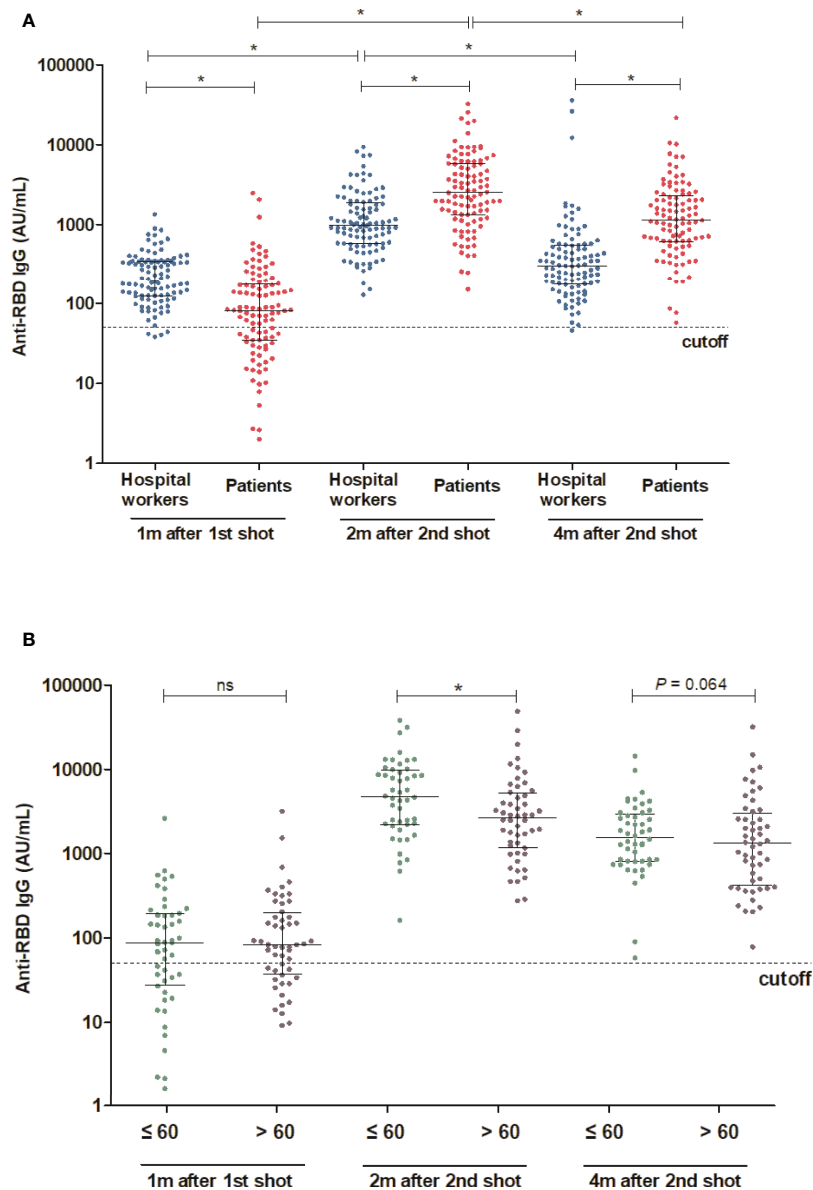 A
* *
* *
* * *
100000
10000
1000
100
10
1
Anti-RBD IgG (AU/mL)
cutoff
Hospital workers Patients Hospital workers Patients Hospital workers Patients
1m after 1st shot 2m after 2nd shot 4m after 2nd shot
B
ns * P = 0.064
100000
10000
1000
100
10
1
Anti-RBD IgG (AU/mL)
cutoff
≤ 60 > 60 ≤ 60 > 60 ≤ 60 > 60
1m after 1st shot 2m after 2nd shot 4m after 2nd shot